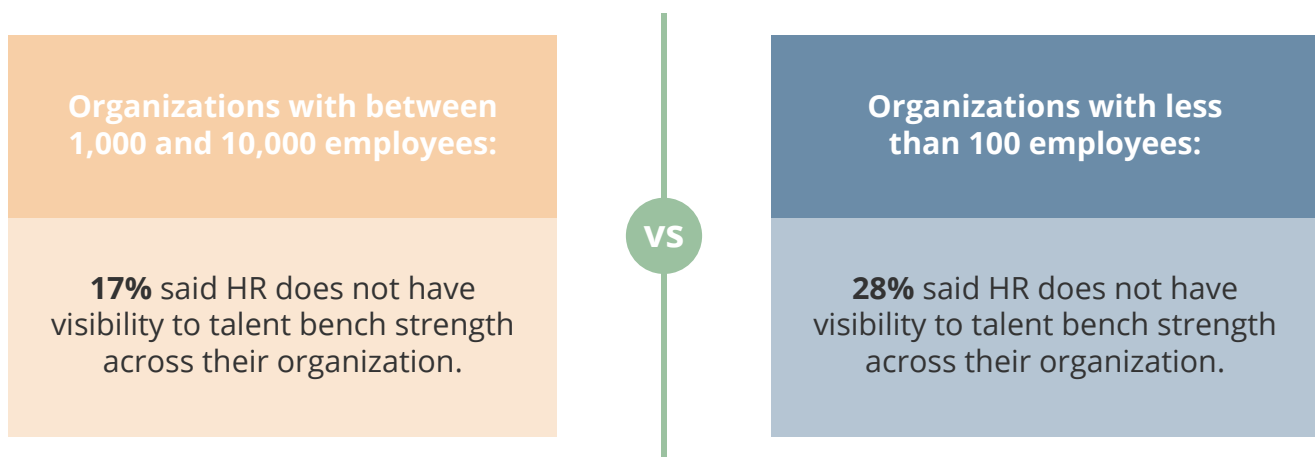 Organizations with between
1,000 and 10,000 employees:
17% said HR does not have
visibility to talent bench strength
across their organization.
VS
Organizations with less
than 100 employees:
28% said HR does not have
visibility to talent bench strength
across their organization.